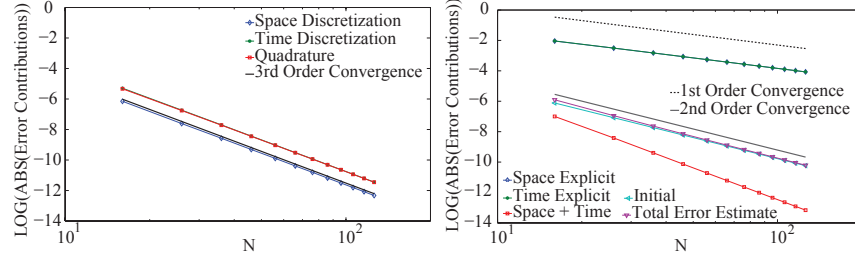 LOG(ABS(Error Contributions))
0
−2
−4
−6
−8
−10
−12
−14
10^1
10^2
N
Space Discretization
Time Discretization
Quadrature
3rd Order Convergence
LOG(ABS(Error Contributions))
0
−2
−4
−6
−8
−10
−12
−14
10^1
10^2
N
1st Order Convergence
2nd Order Convergence
Space Explicit
Time Explicit
Initial
Space + Time
Total Error Estimate